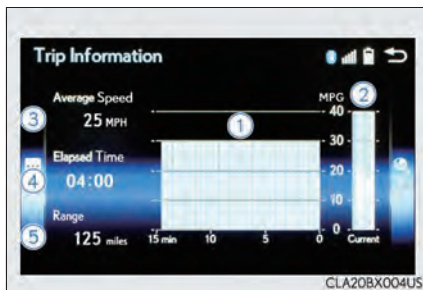 Trip Information
Average Speed
MPG
②
③
25 MPH
①
40
30
Elapsed Time
④
04:00
20
10
Range
⑤
125 miles
0
15 min
10
5
0
Current
CLA20BX004US